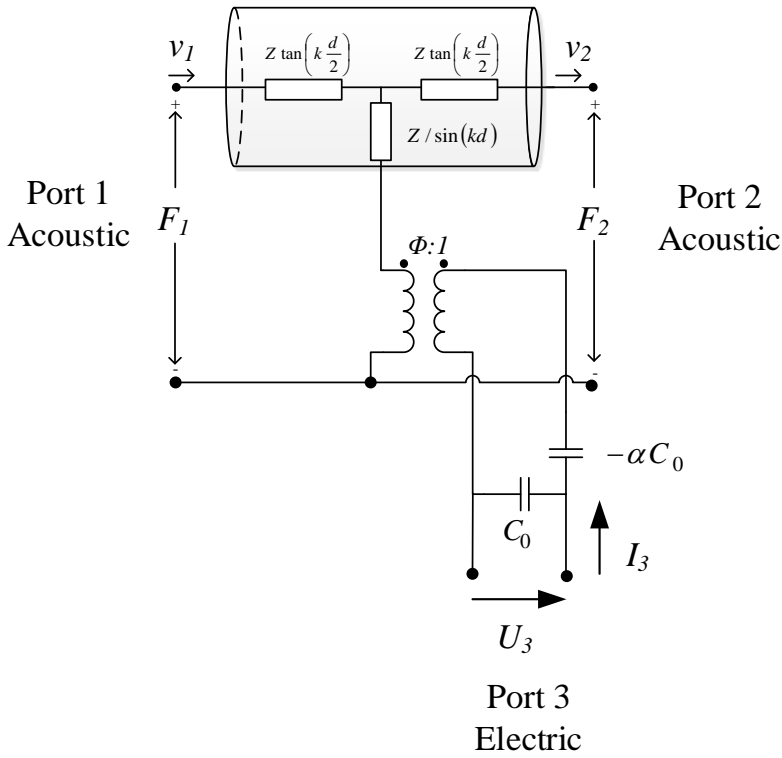 v₁
v₂
Z tan(k d/2)
Z tan(k d/2)
Z / sin(kd)
+
+
Port 1
Acoustic
F₁
F₂
Port 2
Acoustic
Φ:1
-
-
−αC₀
C₀
I₃
U₃
Port 3
Electric